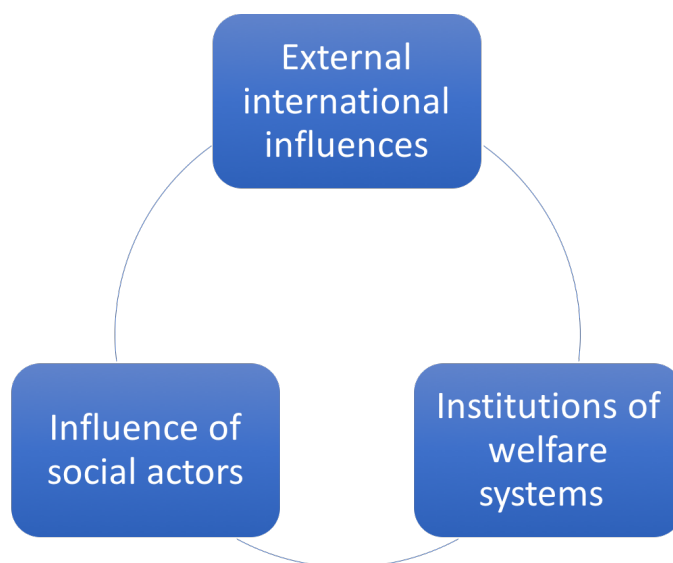 External
international
influences
Influence of
social actors
Institutions of
welfare
systems